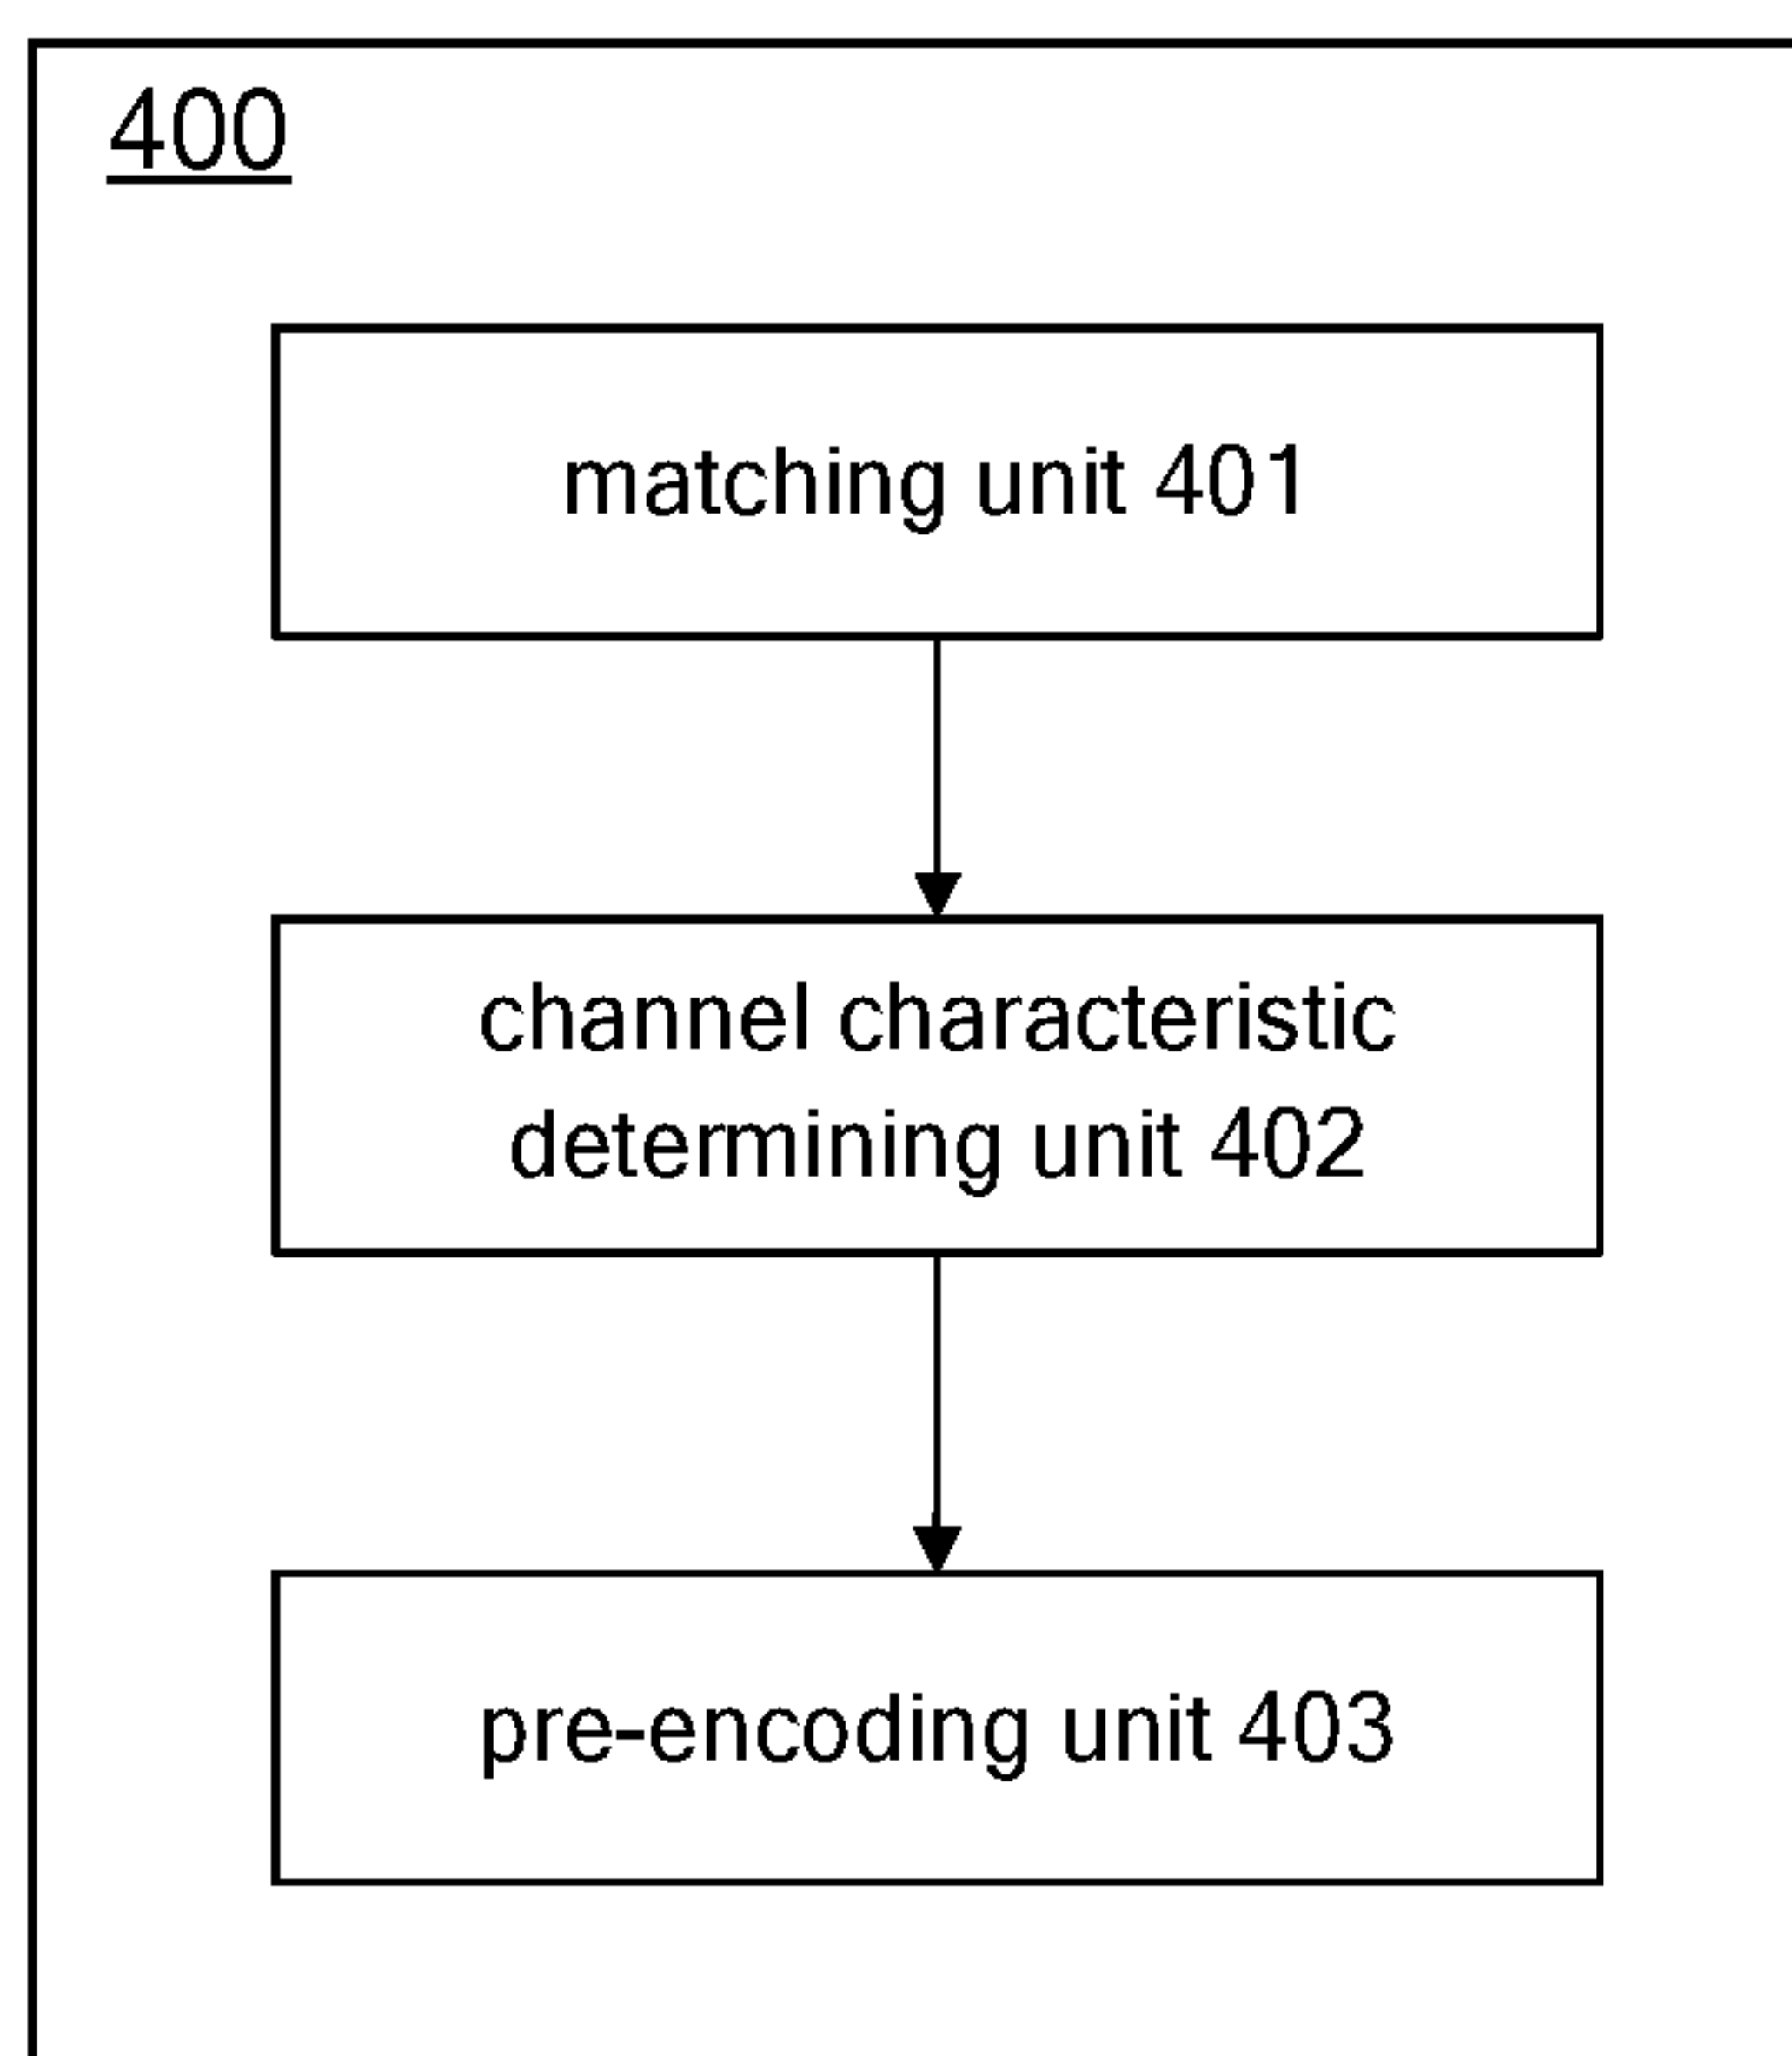 400
matching unit 401
channel characteristic
determining unit 402
pre-encoding unit 403